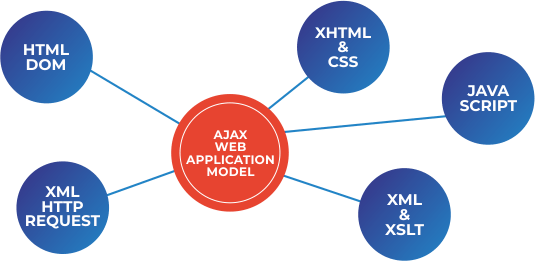 HTML
DOM
XHTML
&
CSS
JAVA
SCRIPT
AJAX
WEB
APPLICATION
MODEL
XML
HTTP
REQUEST
XML
&
XSLT